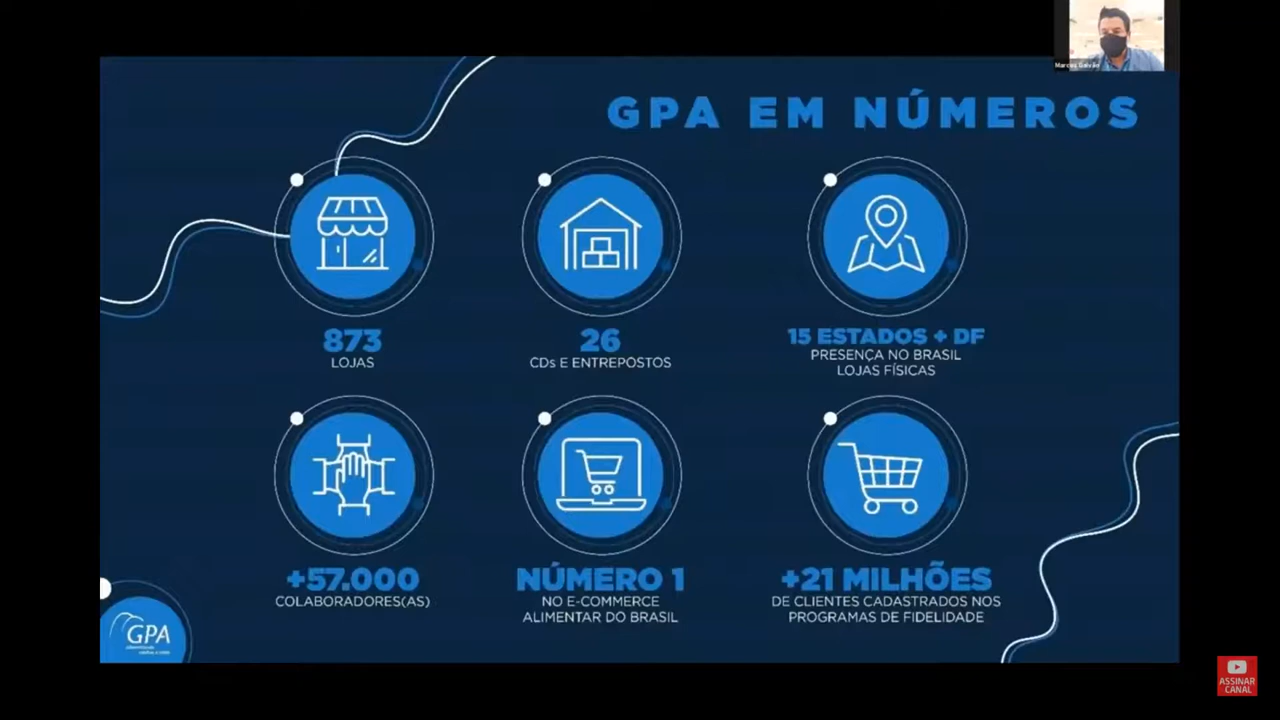 Marcos Galvão
GPA EM NÚMEROS
873
LOJAS
26
CDs E ENTREPOSTOS
15 ESTADOS + DF
PRESENÇA NO BRASIL
LOJAS FÍSICAS
+57.000
COLABORADORES(AS)
NÚMERO 1
NO E-COMMERCE
ALIMENTAR DO BRASIL
+21 MILHÕES
DE CLIENTES CADASTRADOS NOS
PROGRAMAS DE FIDELIDADE
GPA
ASSINAR
CANAL